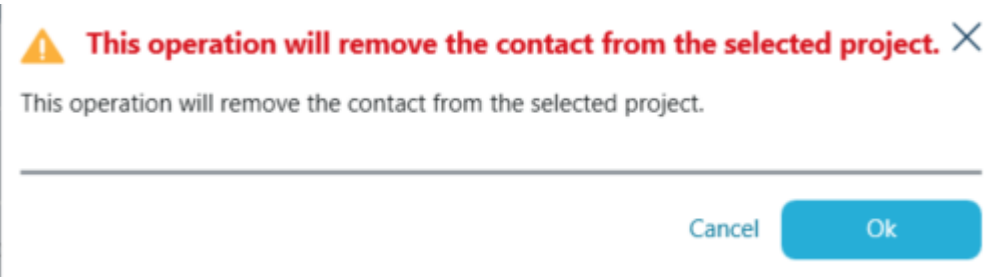 This operation will remove the contact from the selected project.
This operation will remove the contact from the selected project.
Cancel
Ok